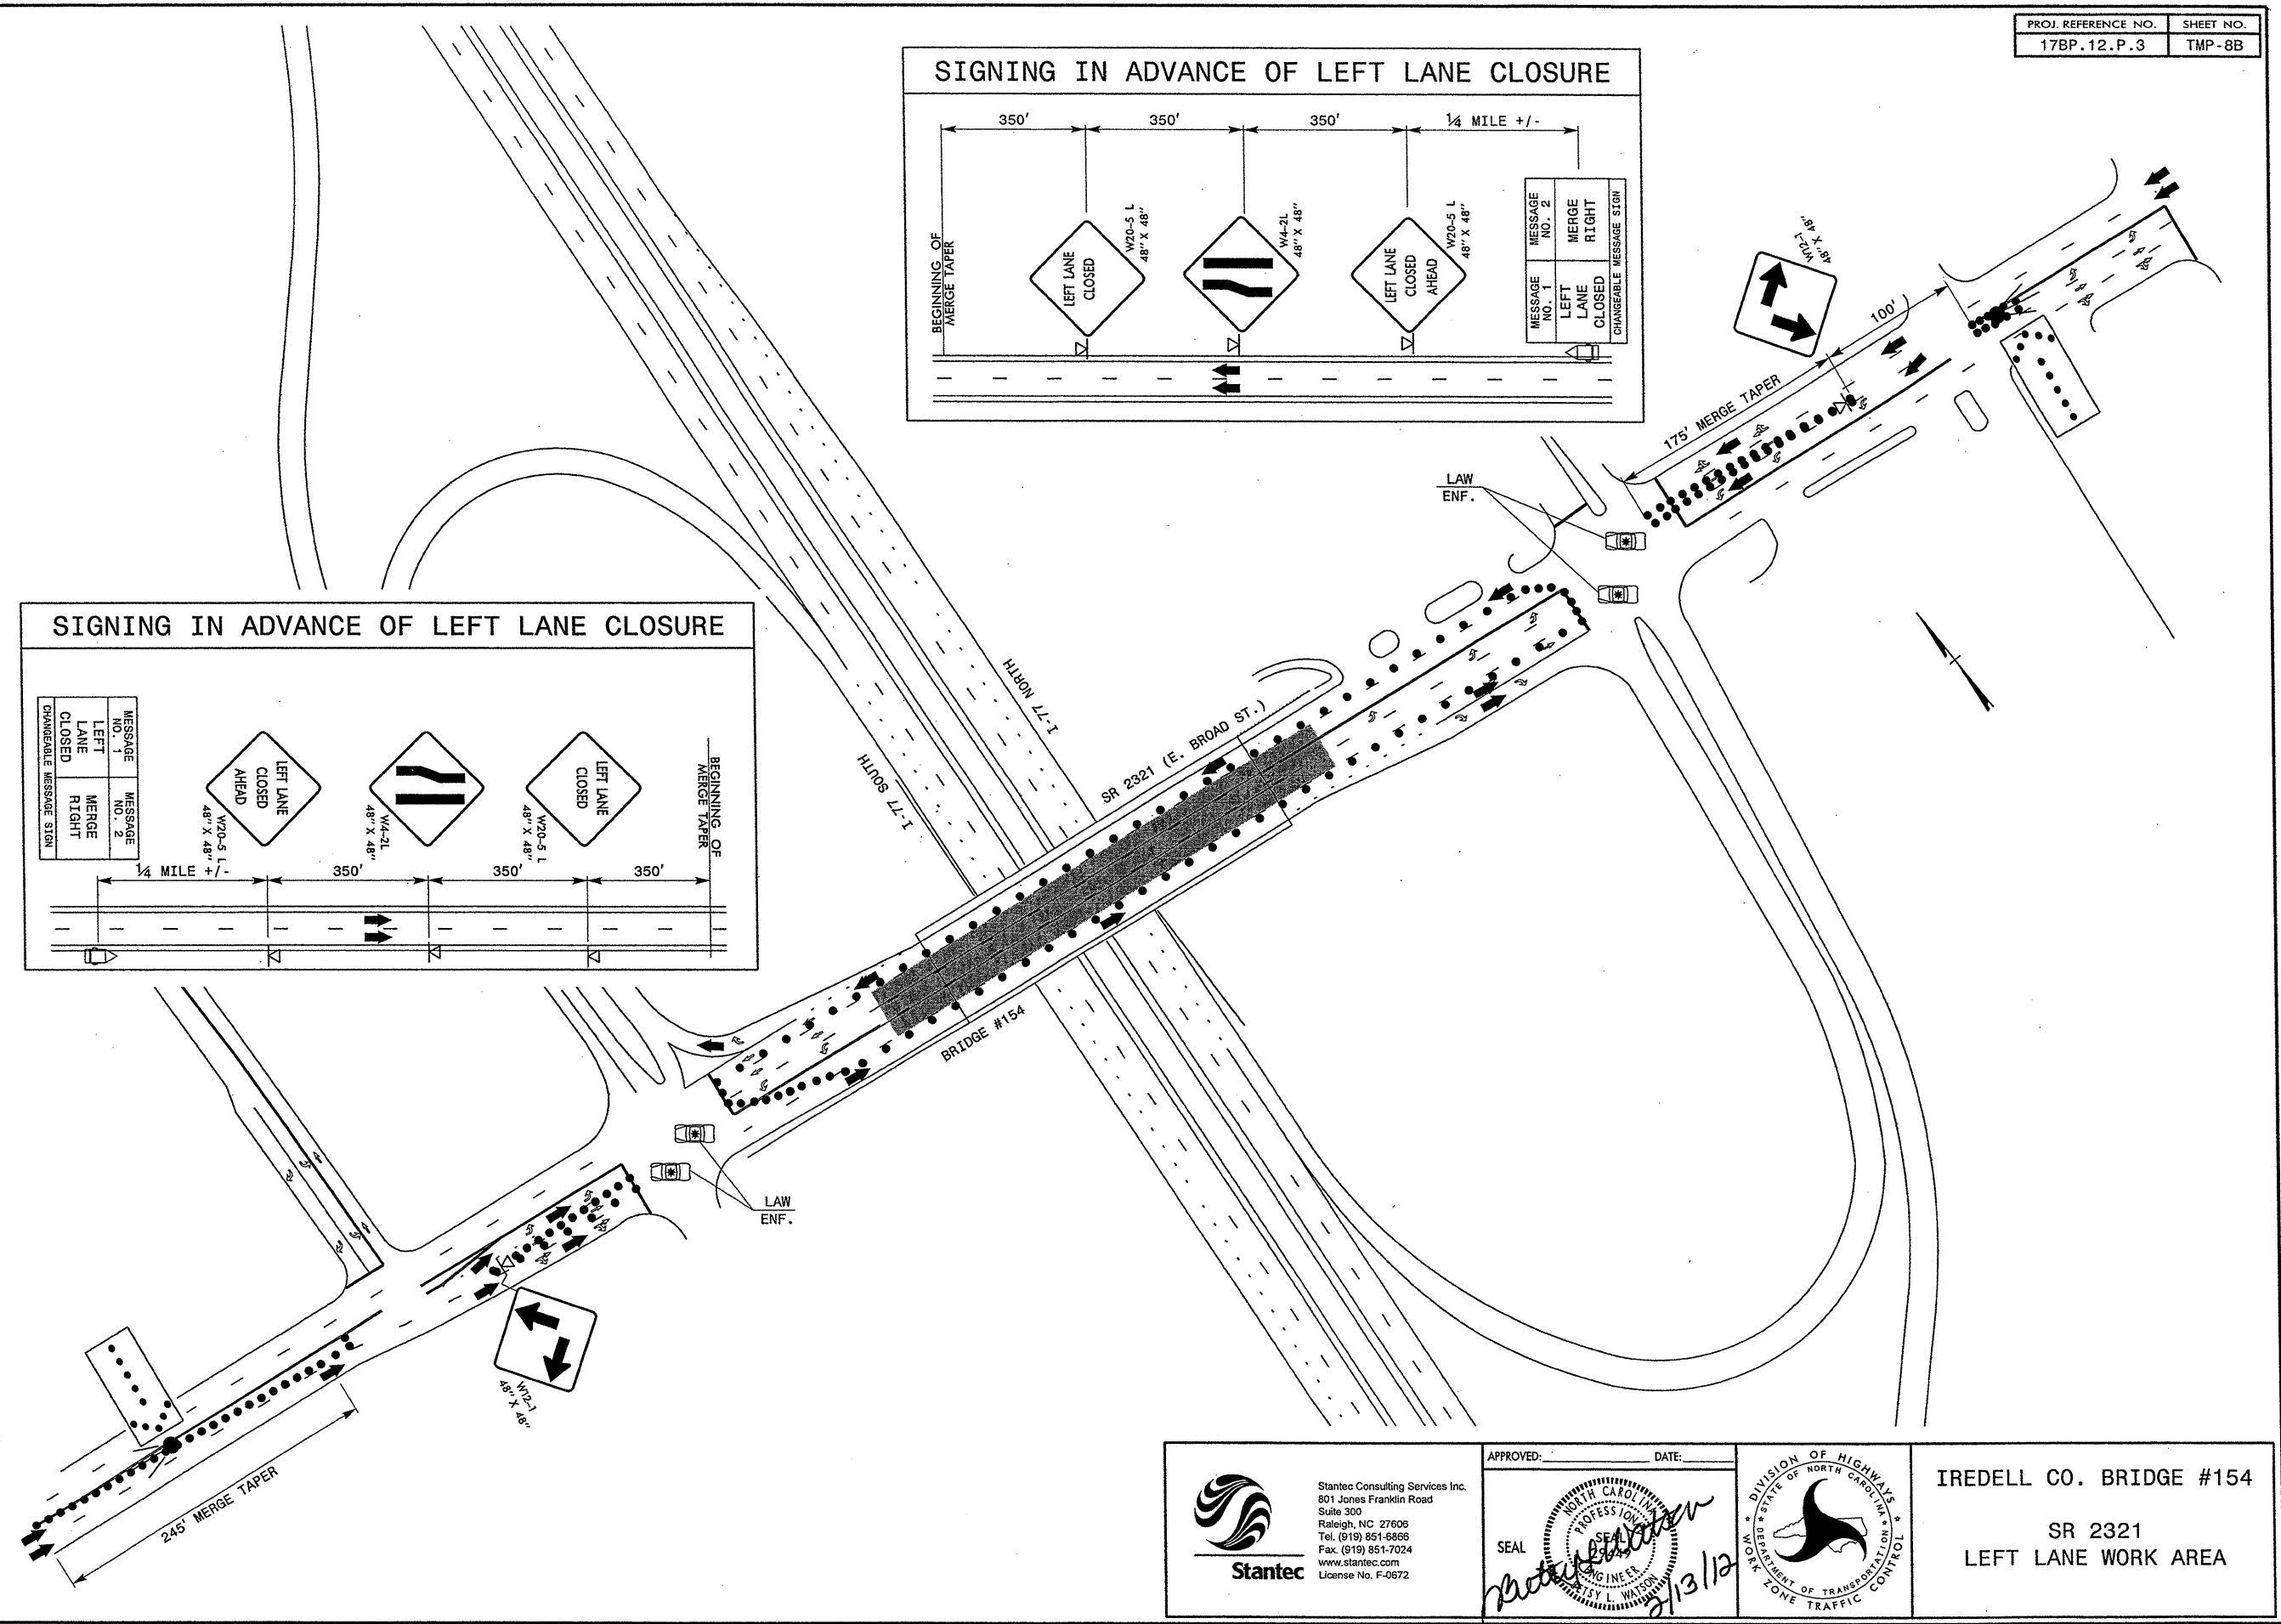 PROJ. REFERENCE NO.
SHEET NO.
17BP.12.P.3
TMP-8B
SIGNING IN ADVANCE OF LEFT LANE CLOSURE
350'
350'
350'
1/4 MILE +/-
BEGINNING OF
MERGE TAPER
LEFT LANE
CLOSED
W20-5 L
48" X 48"
W4-2L
48" X 48"
LEFT LANE
CLOSED
AHEAD
W20-5 L
48" X 48"
MESSAGE
NO. 1
MESSAGE
NO. 2
LEFT
LANE
CLOSED
MERGE
RIGHT
CHANGEABLE MESSAGE SIGN
W12-1
48" X 48"
100'
175' MERGE TAPER
LAW
ENF.
SIGNING IN ADVANCE OF LEFT LANE CLOSURE
MESSAGE
NO. 1
MESSAGE
NO. 2
LEFT
LANE
CLOSED
MERGE
RIGHT
CHANGEABLE MESSAGE SIGN
LEFT LANE
CLOSED
AHEAD
W20-5 L
48" X 48"
W4-2L
48" X 48"
LEFT LANE
CLOSED
W20-5 L
48" X 48"
BEGINNING OF
MERGE TAPER
1/4 MILE +/-
350'
350'
350'
I-77 NORTH
I-77 SOUTH
SR 2321 (E. BROAD ST.)
BRIDGE #154
LAW
ENF.
W12-1
48" X 48"
245' MERGE TAPER
Stantec
Stantec Consulting Services Inc.
801 Jones Franklin Road
Suite 300
Raleigh, NC 27606
Tel. (919) 851-6866
Fax. (919) 851-7024
www.stantec.com
License No. F-0672
APPROVED: DATE:
SEAL
NORTH CAROLINA
PROFESSIONAL
SEAL
ENGINEER
BETSY L. WATSON
Betsy L. Watson
2/13/12
DIVISION OF HIGHWAYS
STATE OF NORTH CAROLINA
DEPARTMENT OF TRANSPORTATION
WORK ZONE TRAFFIC CONTROL
IREDELL CO. BRIDGE #154
SR 2321
LEFT LANE WORK AREA